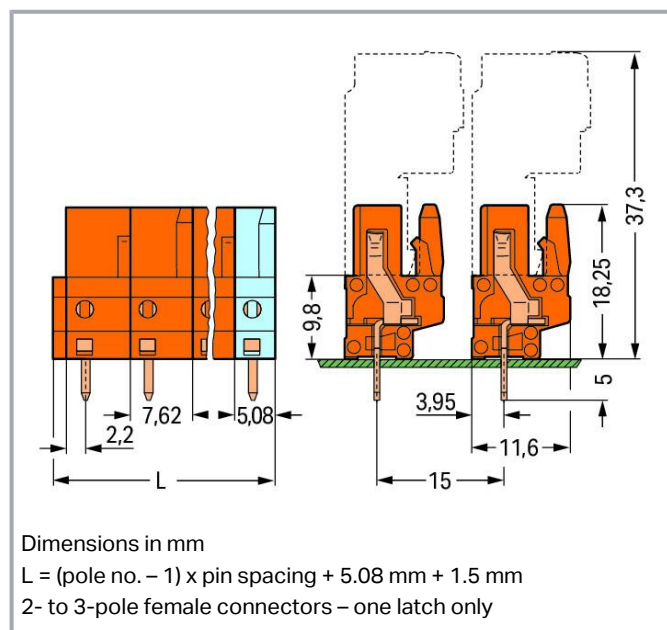 37,3
18,25
9,8
5
7,62
5,08
3,95
2,2
11,6
L
15
Dimensions in mm
L = (pole no. – 1) x pin spacing + 5.08 mm + 1.5 mm
2- to 3-pole female connectors – one latch only